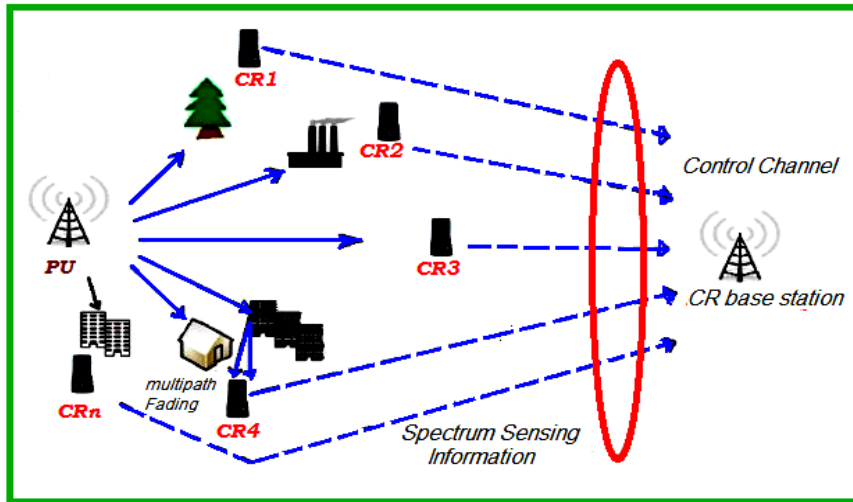 CR1
CR2
Control Channel
PU
CR3
CR base station
multipath
Fading
CRn
CR4
Spectrum Sensing
Information